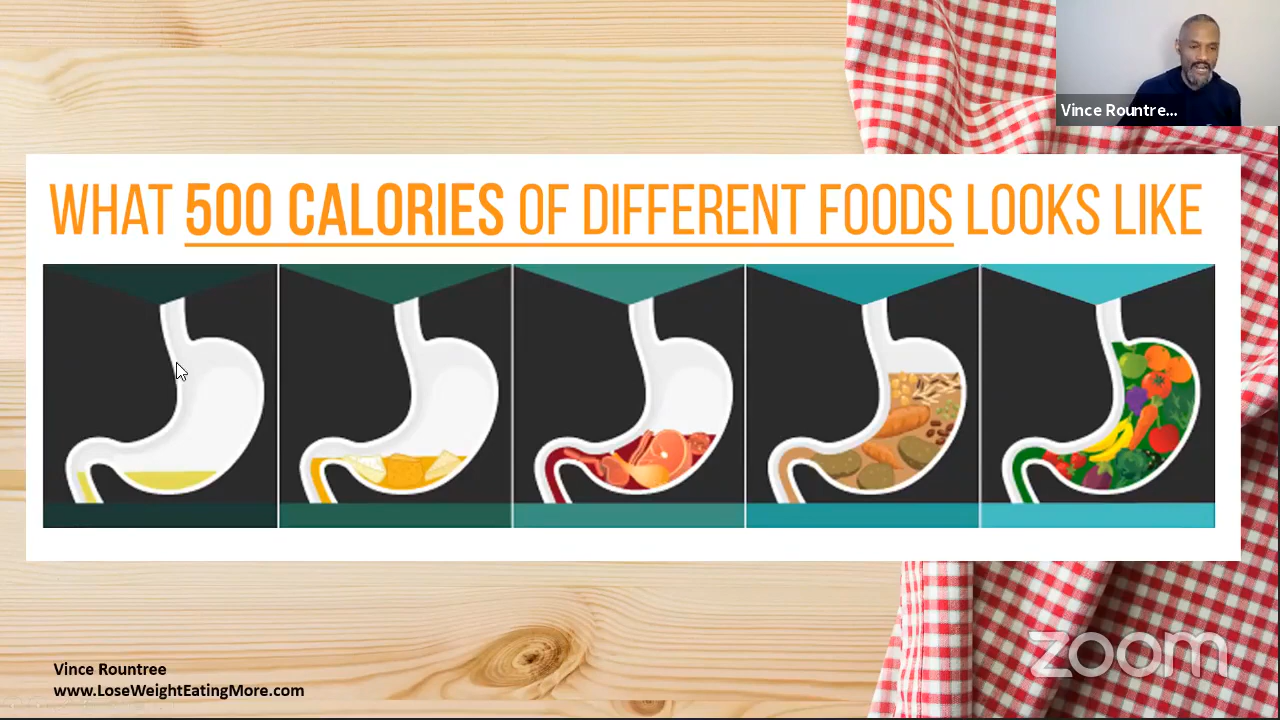 Vince Rountre...
WHAT 500 CALORIES OF DIFFERENT FOODS LOOKS LIKE
zoom
Vince Rountree
www.LoseWeightEatingMore.com